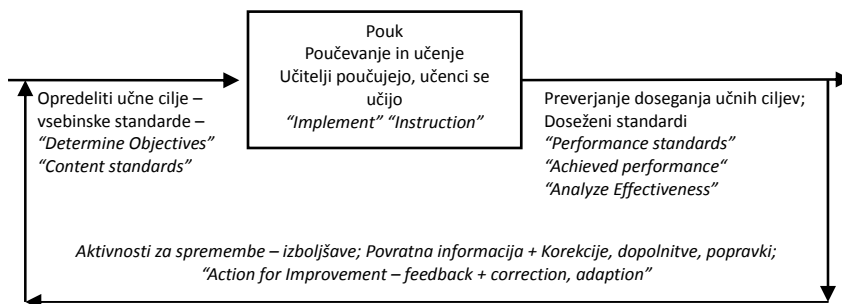 Pouk
Poučevanje in učenje
Učitelji poučujejo, učenci se
učijo
“Implement” “Instruction”
Opredeliti učne cilje –
vsebinske standarde –
“Determine Objectives”
“Content standards”
Preverjanje doseganja učnih ciljev;
Doseženi standardi
“Performance standards”
“Achieved performance“
“Analyze Effectiveness”
Aktivnosti za spremembe – izboljšave; Povratna informacija + Korekcije, dopolnitve, popravki;
“Action for Improvement – feedback + correction, adaption”